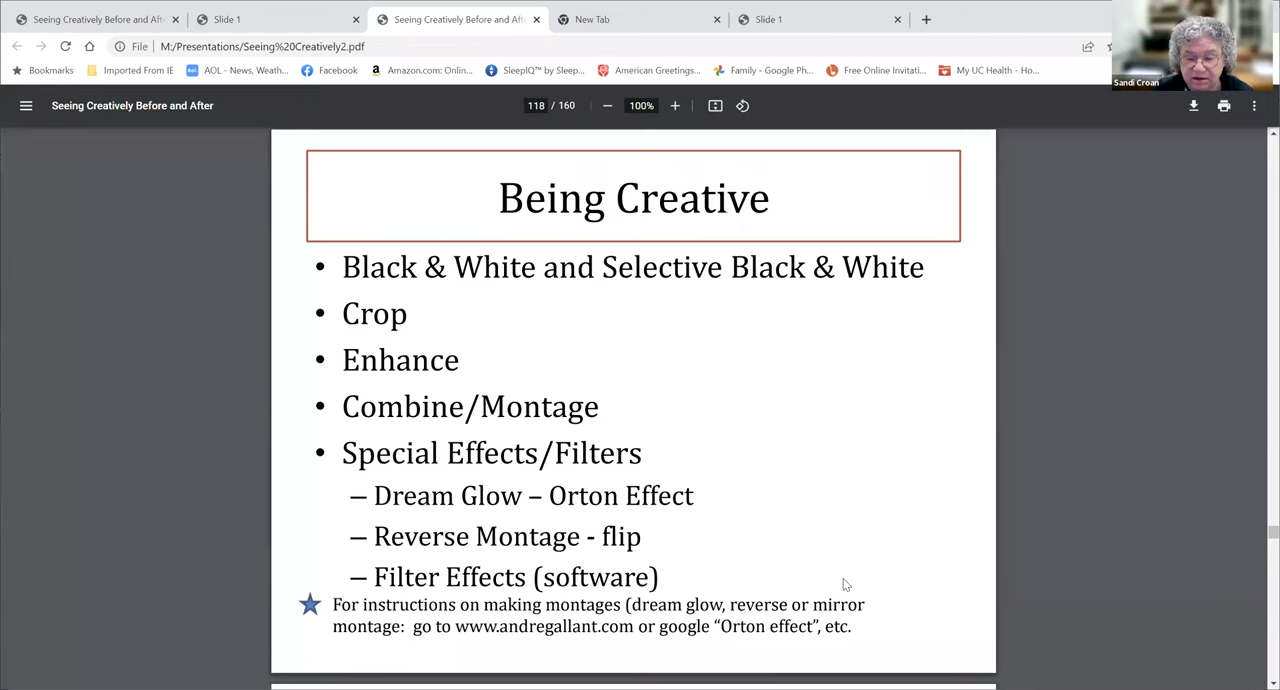 Seeing Creatively Before and Afte
Slide 1
Seeing Creatively Before and Aft
New Tab
Slide 1
File
M:/Presentations/Seeing%20Creatively2.pdf
Bookmarks
Imported From IE
Aol
AOL - News, Weath...
Facebook
Amazon.com: Onlin...
SleepIQ™ by Sleep...
American Greetings...
Family - Google Ph...
Free Online Invitati...
My UC Health - Ho...
Sandi Croan
Seeing Creatively Before and After
118 / 160
100%
Being Creative
• Black & White and Selective Black & White
• Crop
• Enhance
• Combine/Montage
• Special Effects/Filters
– Dream Glow – Orton Effect
– Reverse Montage - flip
– Filter Effects (software)
For instructions on making montages (dream glow, reverse or mirror
montage: go to www.andregallant.com or google “Orton effect”, etc.